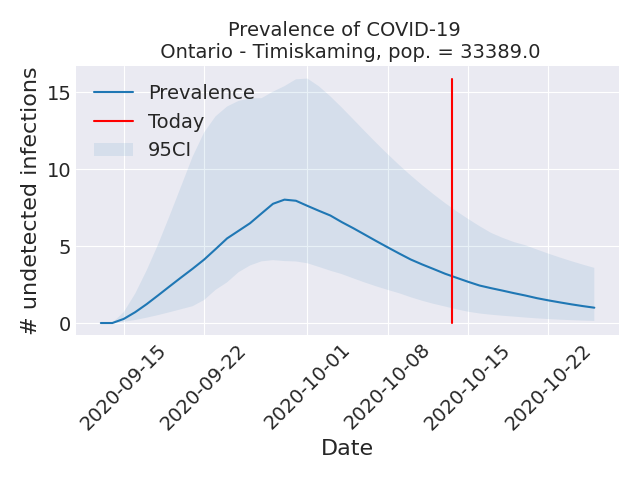 Prevalence of COVID-19
Ontario - Timiskaming, pop. = 33389.0
# undetected infections
15
10
5
0
Prevalence
Today
95CI
2020-09-15
2020-09-22
2020-10-01
2020-10-08
2020-10-15
2020-10-22
Date